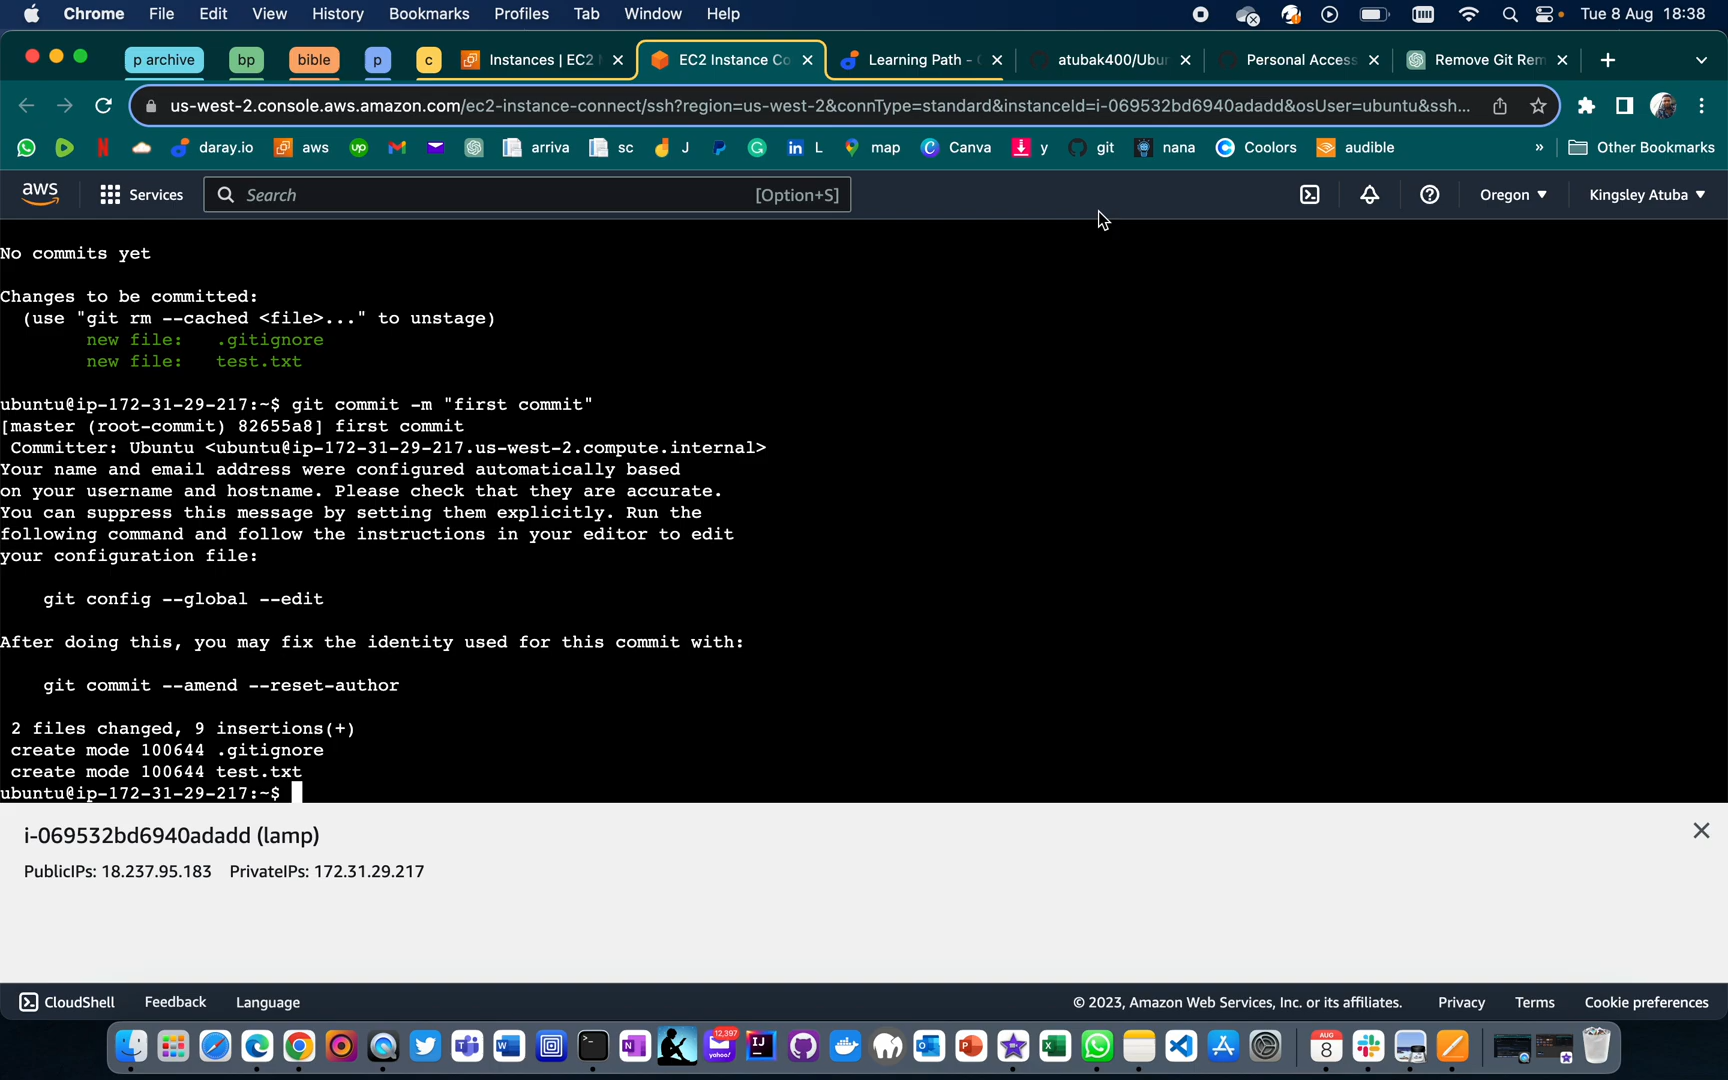 Chrome File Edit View History Bookmarks Profiles Tab Window Help Tue 8 Aug 18:38
p archive bp bible p c Instances | EC2 EC2 Instance Co Learning Path - atubak400/Ubu Personal Access Remove Git Rem
us-west-2.console.aws.amazon.com/ec2-instance-connect/ssh?region=us-west-2&connType=standard&instanceId=i-069532bd6940adadd&osUser=ubuntu&ssh...
daray.io aws up arriva sc J L map Canva y git nana Coolors audible » Other Bookmarks
aws Services Search [Option+S] Oregon Kingsley Atuba
No commits yet
Changes to be committed:
(use "git rm --cached <file>..." to unstage)
new file: .gitignore
new file: test.txt
ubuntu@ip-172-31-29-217:~$ git commit -m "first commit"
[master (root-commit) 82655a8] first commit
Committer: Ubuntu <ubuntu@ip-172-31-29-217.us-west-2.compute.internal>
Your name and email address were configured automatically based
on your username and hostname. Please check that they are accurate.
You can suppress this message by setting them explicitly. Run the
following command and follow the instructions in your editor to edit
your configuration file:
git config --global --edit
After doing this, you may fix the identity used for this commit with:
git commit --amend --reset-author
2 files changed, 9 insertions(+)
create mode 100644 .gitignore
create mode 100644 test.txt
ubuntu@ip-172-31-29-217:~$
i-069532bd6940adadd (lamp)
PublicIPs: 18.237.95.183 PrivateIPs: 172.31.29.217
CloudShell Feedback Language © 2023, Amazon Web Services, Inc. or its affiliates. Privacy Terms Cookie preferences
12,397 yahoo! IJ AUG 8